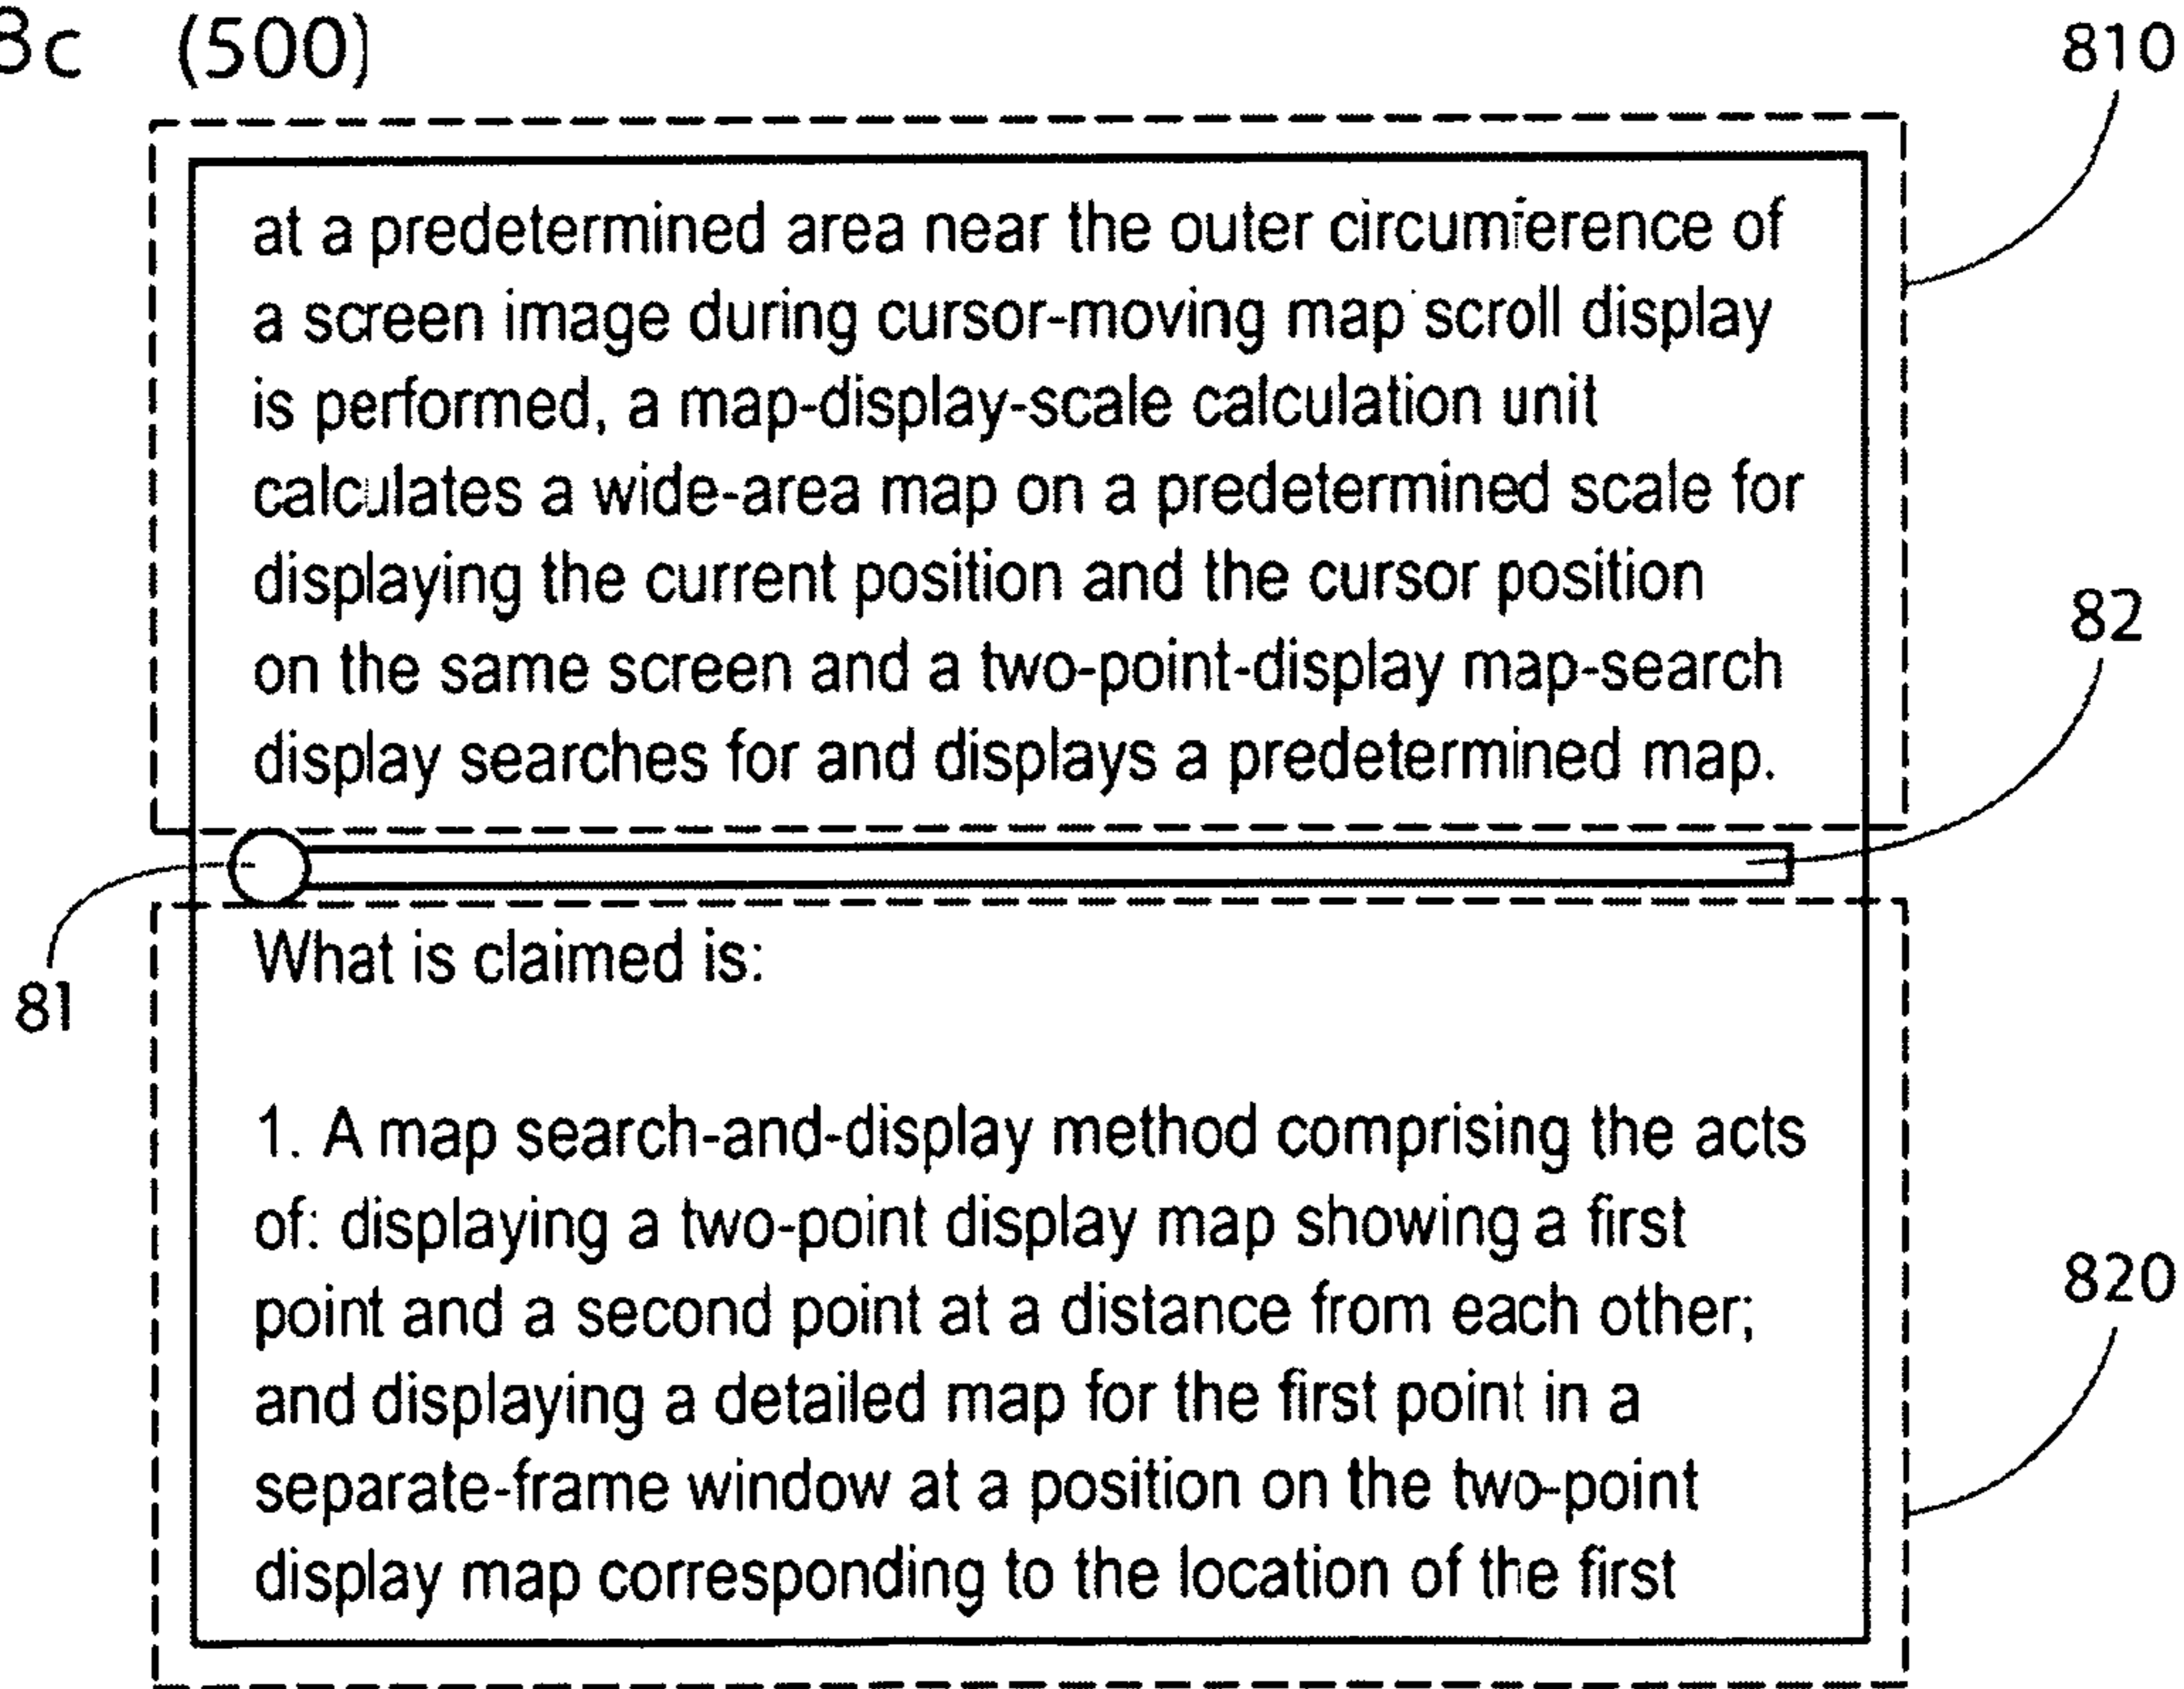 8c (500)
810
at a predetermined area near the outer circumference of
a screen image during cursor-moving map scroll display
is performed, a map-display-scale calculation unit
calculates a wide-area map on a predetermined scale for
displaying the current position and the cursor position
on the same screen and a two-point-display map-search
display searches for and displays a predetermined map.
82
81
What is claimed is:
1. A map search-and-display method comprising the acts
of: displaying a two-point display map showing a first
point and a second point at a distance from each other;
and displaying a detailed map for the first point in a
separate-frame window at a position on the two-point
display map corresponding to the location of the first
820